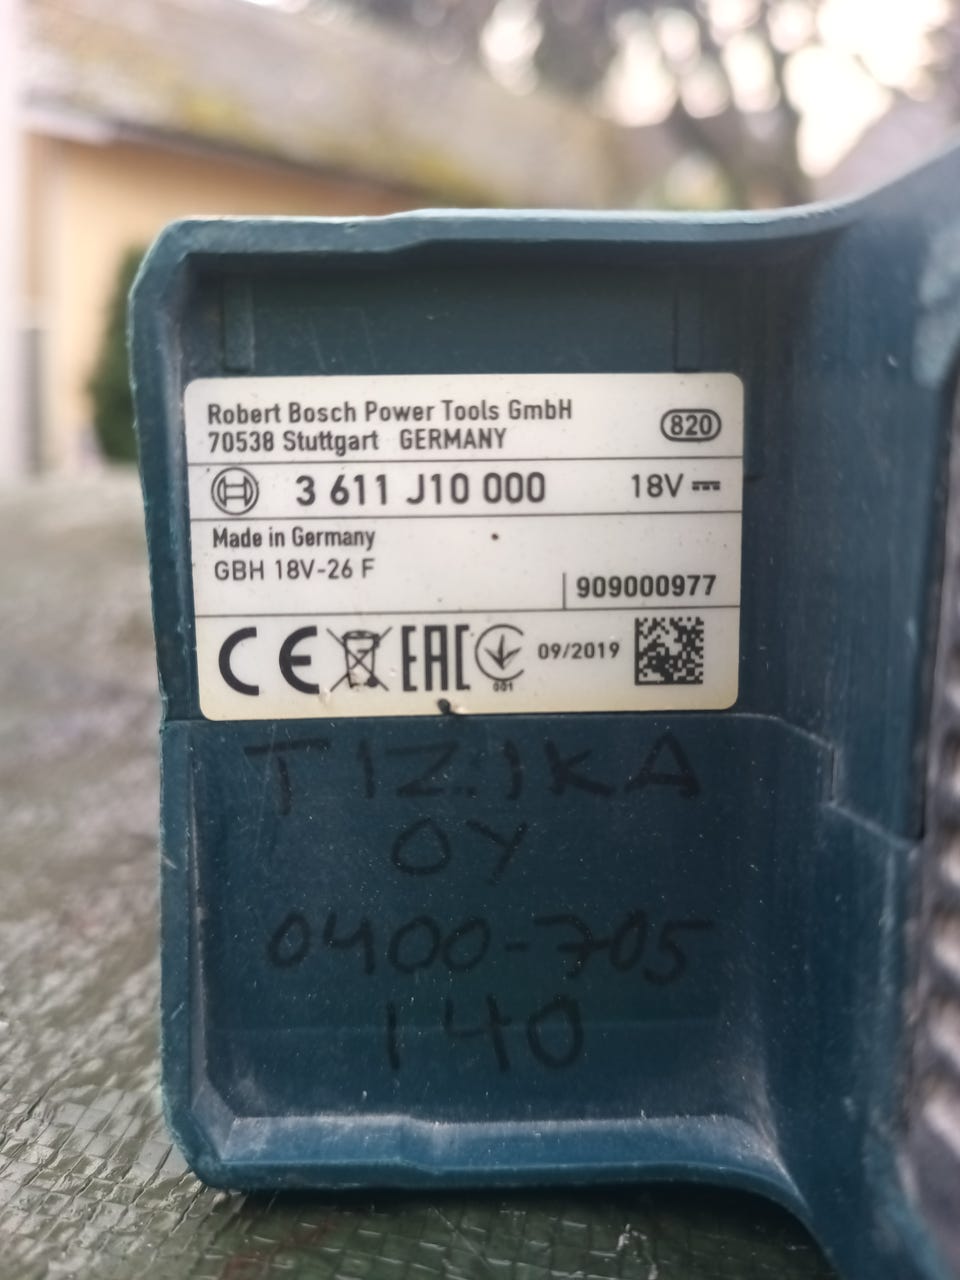 Robert Bosch Power Tools GmbH
70538 Stuttgart GERMANY
820
3 611 J10 000
18V
Made in Germany
GBH 18V-26 F
909000977
CE
EAC
001
09/2019
TIZIKA
OY
0400-705
140